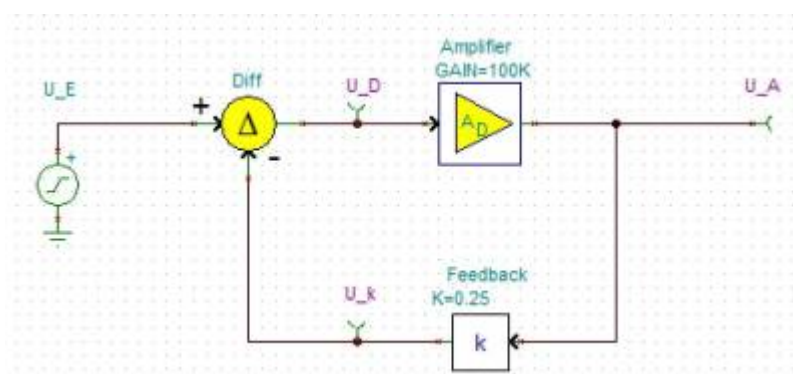 Amplifier
GAIN=100K
U_E
Diff
U_D
U_A
+
+
Δ
A_D
-
Feedback
K=0.25
U_k
k